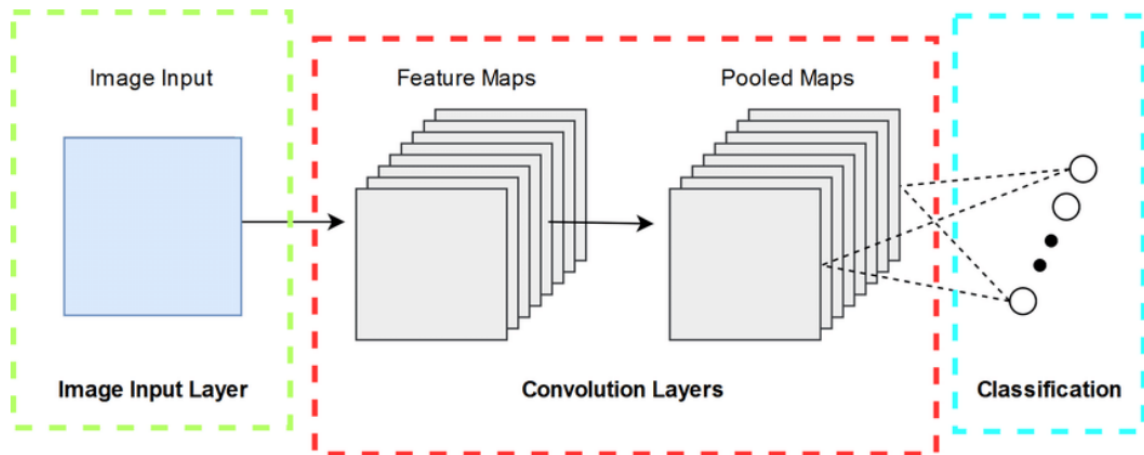 Image Input
Feature Maps
Pooled Maps
Image Input Layer
Convolution Layers
Classification